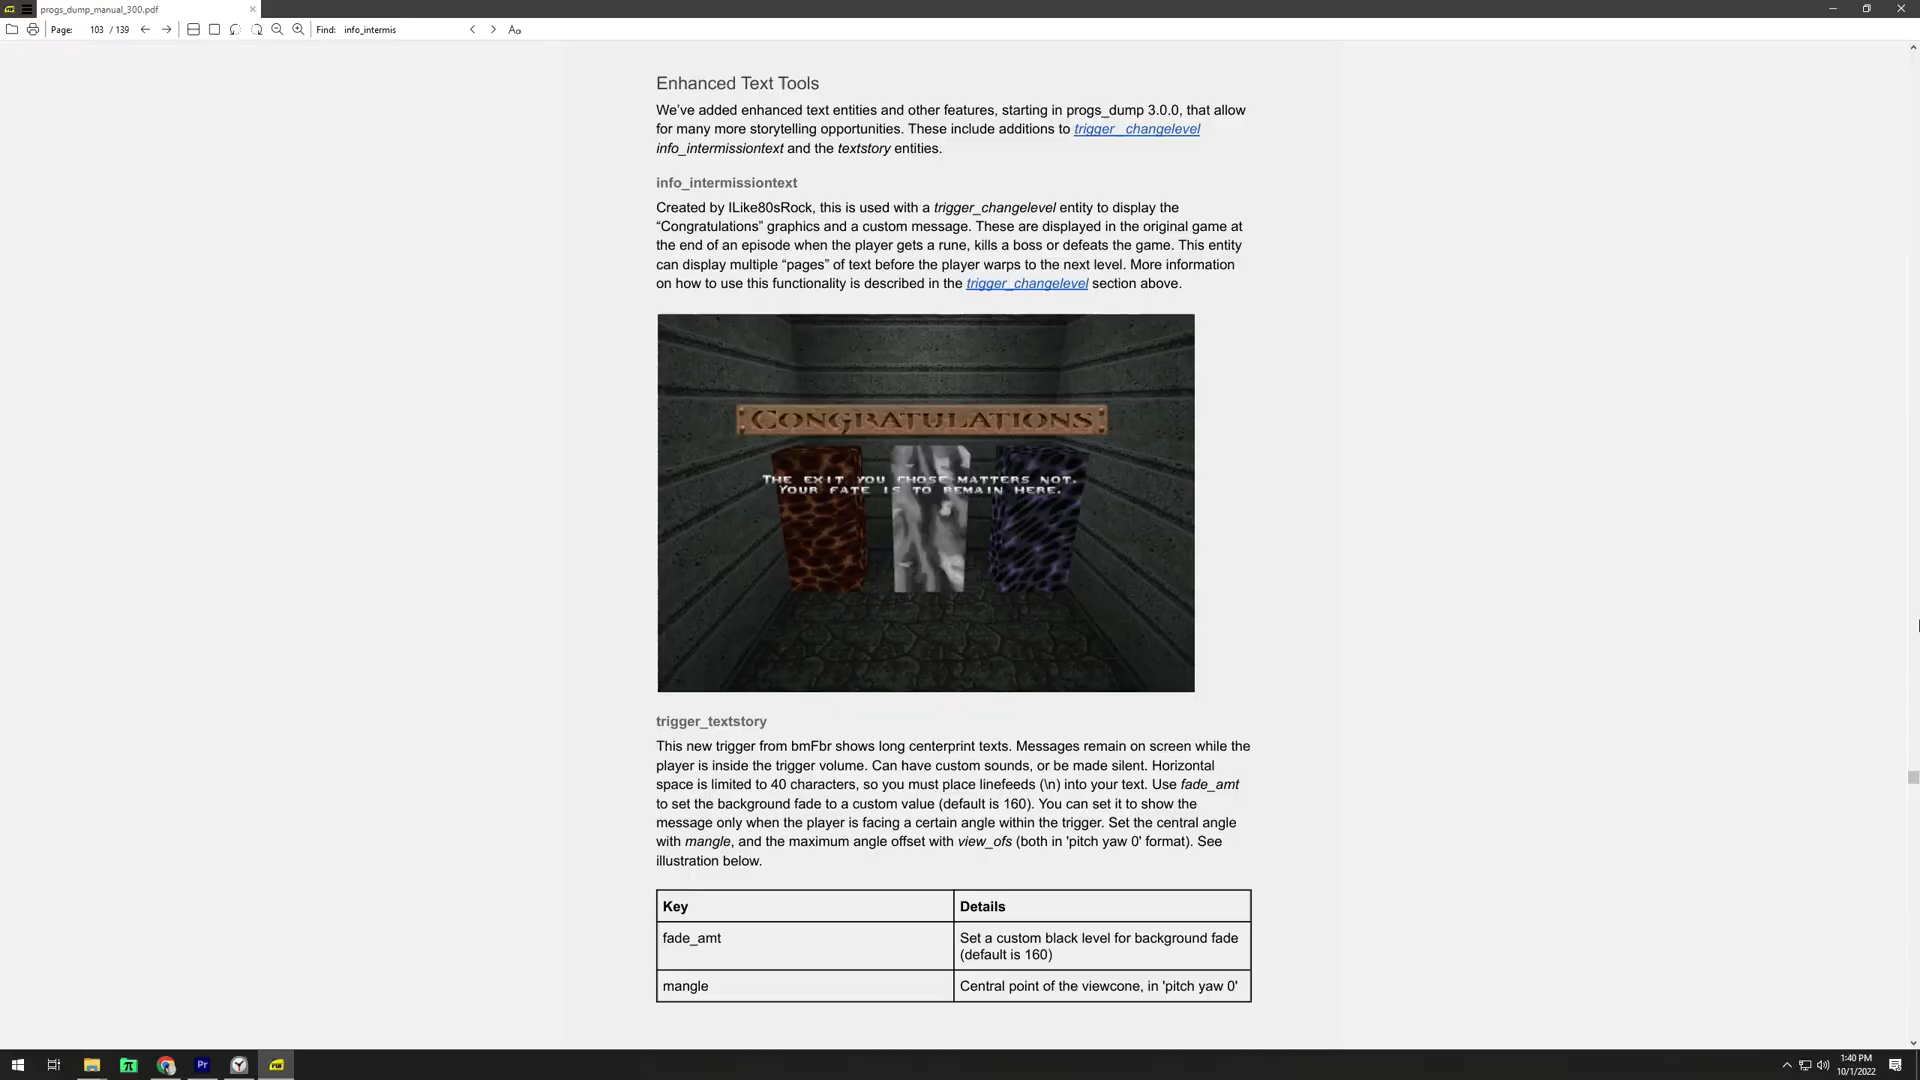 progs_dump_manual_300.pdf
Page: 103 / 139
Find: info_intermis
Aa
Enhanced Text Tools
We’ve added enhanced text entities and other features, starting in progs_dump 3.0.0, that allow
for many more storytelling opportunities. These include additions to trigger_changelevel
info_intermissiontext and the textstory entities.
info_intermissiontext
Created by ILike80sRock, this is used with a trigger_changelevel entity to display the
“Congratulations” graphics and a custom message. These are displayed in the original game at
the end of an episode when the player gets a rune, kills a boss or defeats the game. This entity
can display multiple “pages” of text before the player warps to the next level. More information
on how to use this functionality is described in the trigger_changelevel section above.
CONGRATULATIONS
THE EXIT YOU CHOSE MATTERS NOT.
YOUR FATE IS TO REMAIN HERE.
trigger_textstory
This new trigger from bmFbr shows long centerprint texts. Messages remain on screen while the
player is inside the trigger volume. Can have custom sounds, or be made silent. Horizontal
space is limited to 40 characters, so you must place linefeeds (\n) into your text. Use fade_amt
to set the background fade to a custom value (default is 160). You can set it to show the
message only when the player is facing a certain angle within the trigger. Set the central angle
with mangle, and the maximum angle offset with view_ofs (both in 'pitch yaw 0' format). See
illustration below.
Key Details
fade_amt Set a custom black level for background fade
(default is 160)
mangle Central point of the viewcone, in 'pitch yaw 0'
Pr
1:40 PM
10/1/2022